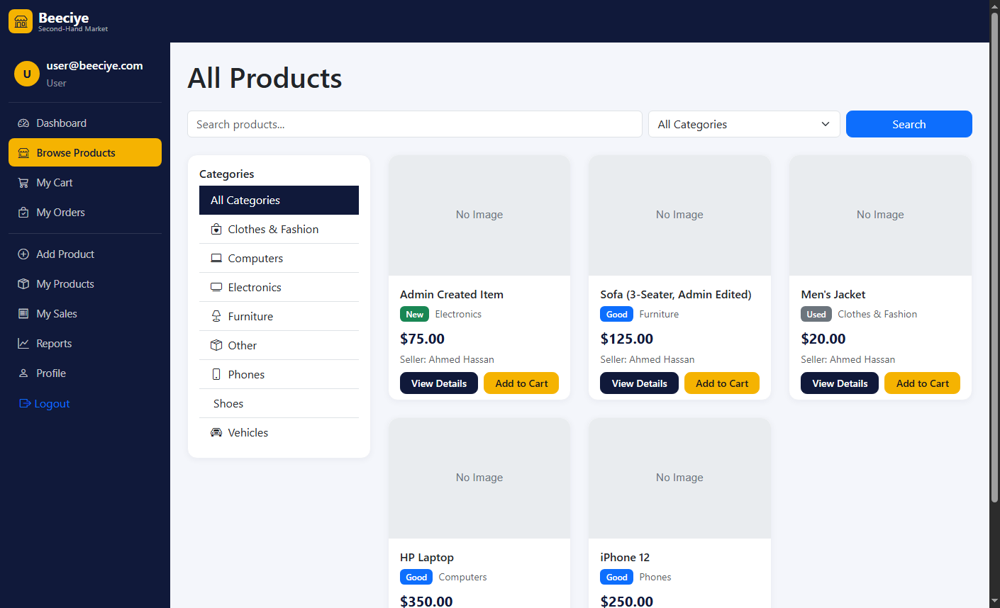 Beeciye
Second-Hand Market
U
user@beeciye.com
User
Dashboard
Browse Products
My Cart
My Orders
Add Product
My Products
My Sales
Reports
Profile
Logout
All Products
Search products...
All Categories
Search
Categories
All Categories
Clothes & Fashion
Computers
Electronics
Furniture
Other
Phones
Shoes
Vehicles
No Image
Admin Created Item
New Electronics
$75.00
Seller: Ahmed Hassan
View Details Add to Cart
No Image
Sofa (3-Seater, Admin Edited)
Good Furniture
$125.00
Seller: Ahmed Hassan
View Details Add to Cart
No Image
Men's Jacket
Used Clothes & Fashion
$20.00
Seller: Ahmed Hassan
View Details Add to Cart
No Image
HP Laptop
Good Computers
$350.00
No Image
iPhone 12
Good Phones
$250.00